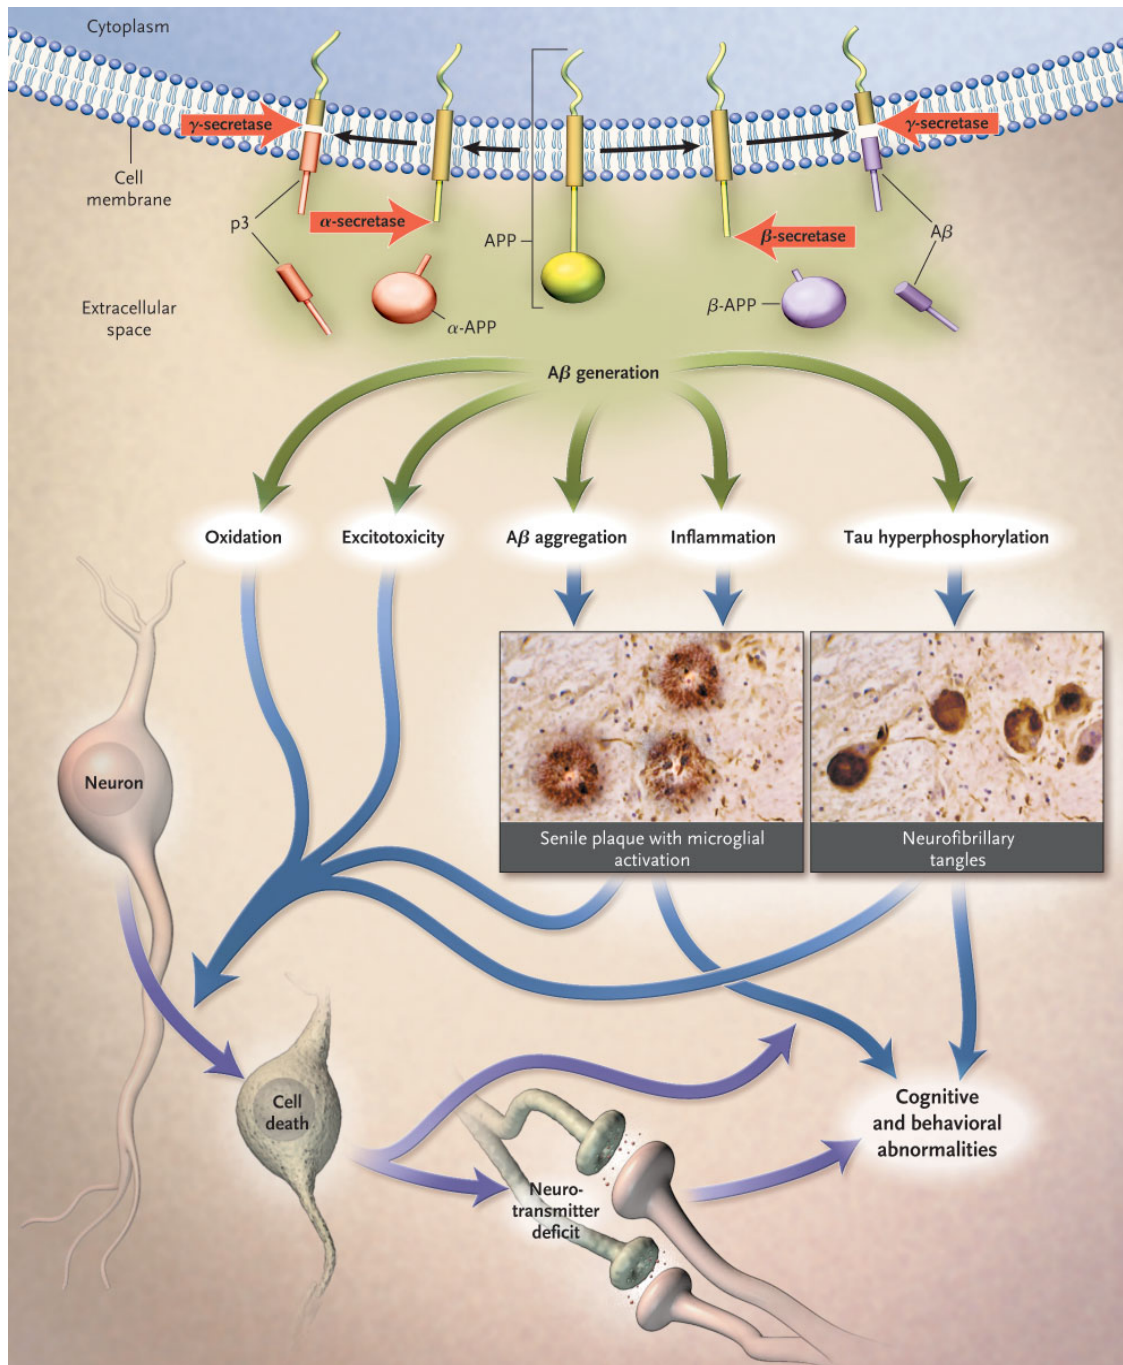 Cytoplasm
γ-secretase
γ-secretase
Cell
membrane
p3
α-secretase
APP
β-secretase
Aβ
Extracellular
space
α-APP
β-APP
Aβ generation
Oxidation
Excitotoxicity
Aβ aggregation
Inflammation
Tau hyperphosphorylation
Neuron
Senile plaque with microglial
activation
Neurofibrillary
tangles
Cell
death
Cognitive
and behavioral
abnormalities
Neuro-
transmitter
deficit